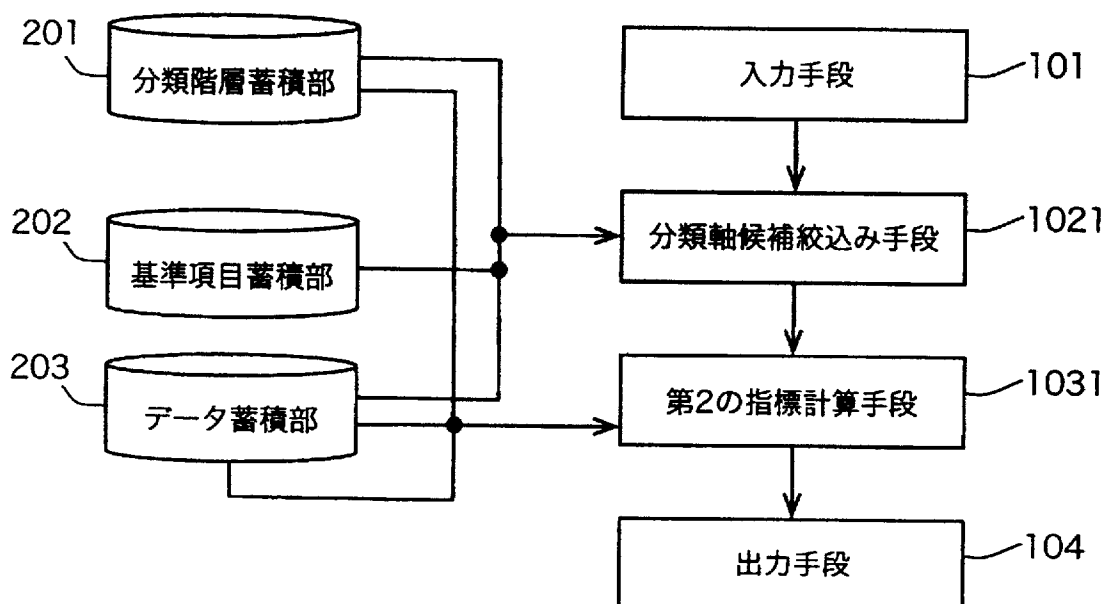 201
分類階層蓄積部
入力手段
101
202
基準項目蓄積部
分類軸候補絞込み手段
1021
203
データ蓄積部
第2の指標計算手段
1031
出力手段
104